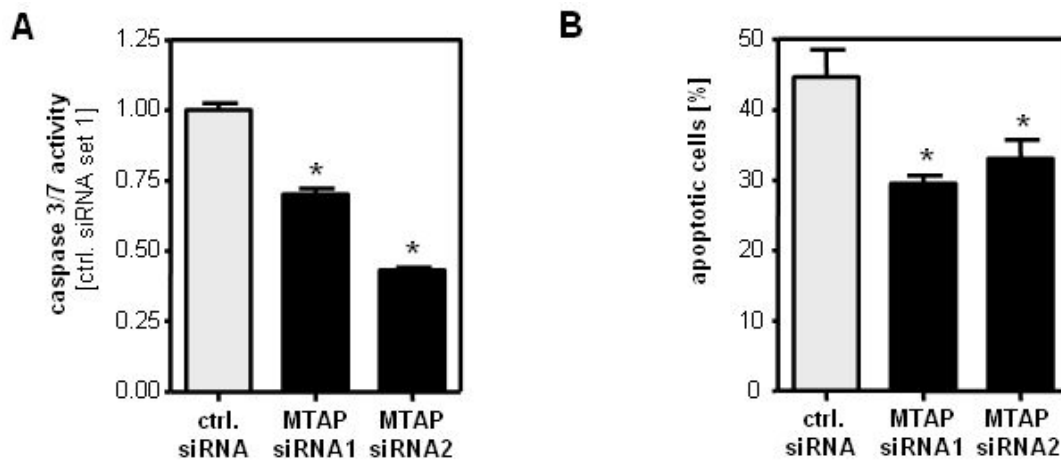 A
caspase 3/7 activity
[ctrl. siRNA set 1]
1.25
1.00
0.75
0.50
0.25
0.00
*
*
ctrl.
siRNA
MTAP
siRNA1
MTAP
siRNA2
B
apoptotic cells [%]
50
40
30
20
10
0
*
*
ctrl.
siRNA
MTAP
siRNA1
MTAP
siRNA2